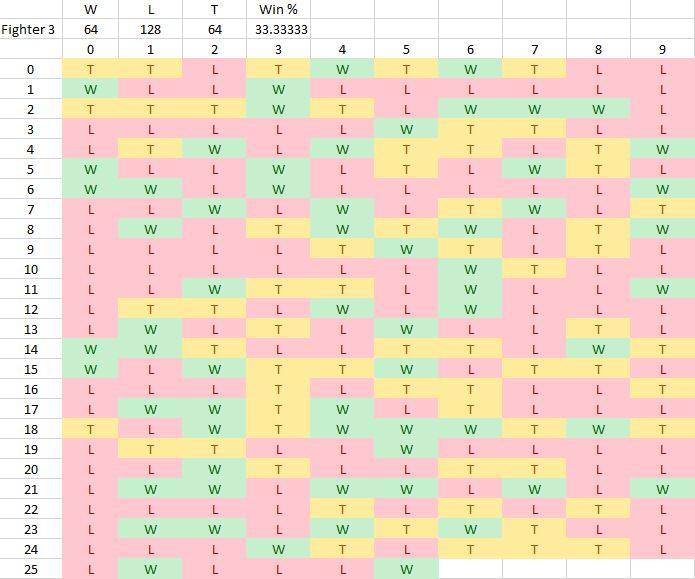 W L T Win %
Fighter 3 64 128 64 33.33333
0 1 2 3 4 5 6 7 8 9
0 T T L T W T W T L L
1 W L L W L L L L L L
2 T T T W T L W W W L
3 L L L L L W T T L L
4 L T W L W T T L T W
5 W L L W L T L W T L
6 W W L W L L L L L W
7 L L W L W L T W L T
8 L W L T W T W L T W
9 L L L L T W T L T L
10 L L L L L L W T L L
11 L L W T T L W L L W
12 L T T L W L W L L L
13 L W L T L W L L T L
14 W W T L L T T L W T
15 W L W T T W L T T L
16 L L L T L T T L L T
17 L W W T W L T L L L
18 T L W T W W W T W T
19 L T T L L W L L L L
20 L L W T L L T T L L
21 L W W L W W L W L W
22 L L L L T L T L T L
23 L W W L W T W T L L
24 L L L W T L T T T L
25 L W L L L W